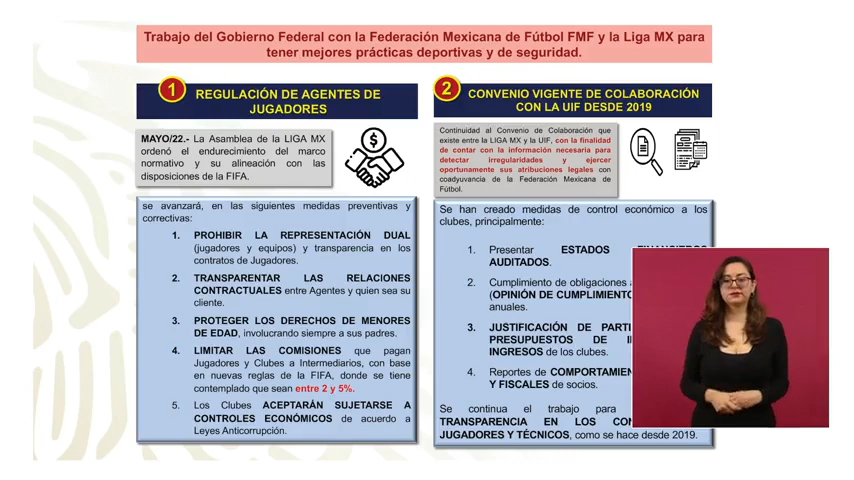 Trabajo del Gobierno Federal con la Federación Mexicana de Fútbol FMF y la Liga MX para
tener mejores prácticas deportivas y de seguridad.
1
REGULACIÓN DE AGENTES DE
JUGADORES
MAYO/22.- La Asamblea de la LIGA MX
ordenó el endurecimiento del marco
normativo y su alineación con las
disposiciones de la FIFA.
$
se avanzará, en las siguientes medidas preventivas y
correctivas:
1. PROHIBIR LA REPRESENTACIÓN DUAL
(jugadores y equipos) y transparencia en los
contratos de Jugadores.
2. TRANSPARENTAR LAS RELACIONES
CONTRACTUALES entre Agentes y quien sea su
cliente.
3. PROTEGER LOS DERECHOS DE MENORES
DE EDAD, involucrando siempre a sus padres.
4. LIMITAR LAS COMISIONES que pagan
Jugadores y Clubes a Intermediarios, con base
en nuevas reglas de la FIFA, donde se tiene
contemplado que sean entre 2 y 5%.
5. Los Clubes ACEPTARÁN SUJETARSE A
CONTROLES ECONÓMICOS de acuerdo a
Leyes Anticorrupción.
2
CONVENIO VIGENTE DE COLABORACIÓN
CON LA UIF DESDE 2019
Continuidad al Convenio de Colaboración que
existe entre la LIGA MX y la UIF, con la finalidad
de contar con la información necesaria para
detectar irregularidades y ejercer
oportunamente sus atribuciones legales con
coadyuvancia de la Federación Mexicana de
Fútbol.
Se han creado medidas de control económico a los
clubes, principalmente:
1. Presentar ESTADOS FINANCIEROS
AUDITADOS.
2. Cumplimiento de obligaciones
(OPINIÓN DE CUMPLIMIENTO
anuales.
3. JUSTIFICACIÓN DE PARTI
PRESUPUESTOS DE
INGRESOS de los clubes.
4. Reportes de COMPORTAMIEN
Y FISCALES de socios.
Se continua el trabajo para
TRANSPARENCIA EN LOS CON
JUGADORES Y TÉCNICOS, como se hace desde 2019.